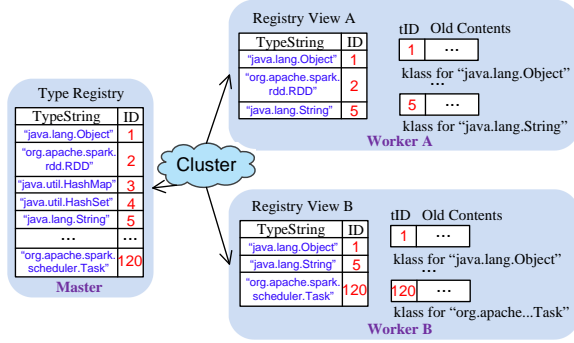 Type Registry
TypeString ID
"java.lang.Object" 1
"org.apache.spark.
rdd.RDD" 2
"java.util.HashMap" 3
"java.util.HashSet" 4
"java.lang.String" 5
... ...
"org.apache.spark.
scheduler.Task" 120
Master
Cluster
Registry View A
TypeString ID
"java.lang.Object" 1
"org.apache.spark.
rdd.RDD" 2
"java.lang.String" 5
tID Old Contents
1 ...
klass for "java.lang.Object"
...
5 ...
klass for "java.lang.String"
Worker A
Registry View B
TypeString ID
"java.lang.Object" 1
"java.lang.String" 5
"org.apache.spark.
scheduler.Task" 120
tID Old Contents
1 ...
klass for "java.lang.Object"
...
120 ...
klass for "org.apache...Task"
Worker B